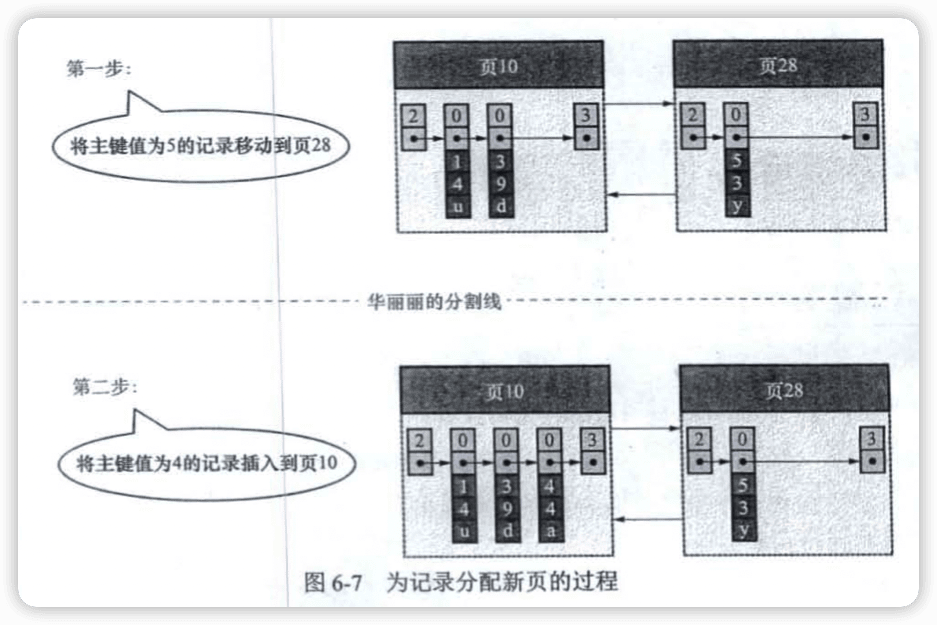 第一步:
将主键值为5的记录移动到页28
页10
2 0 0 3
1 3
4 9
u d
页28
2 0 3
5
3
y
华丽丽的分割线
第二步:
将主键值为4的记录插入到页10
页10
2 0 0 0 3
1 3 4
4 9 4
u d a
页28
2 0 3
5
3
y
图 6-7 为记录分配新页的过程